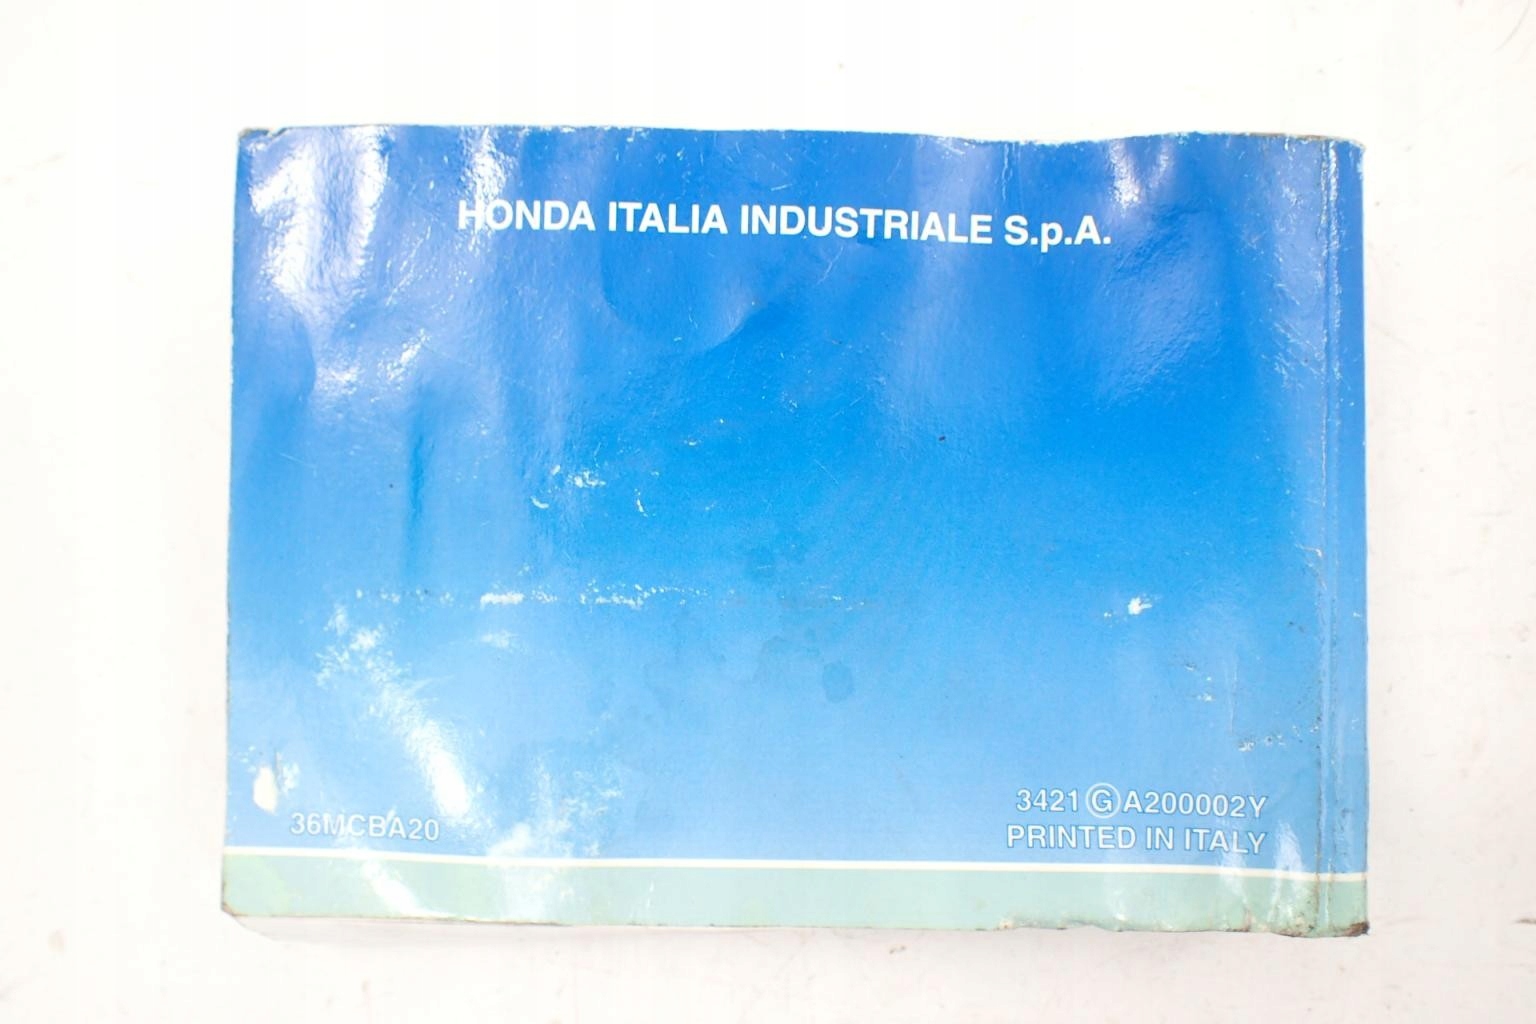 HONDA ITALIA INDUSTRIALE S.p.A.
36MCBA20
3421 Ⓖ A200002Y
PRINTED IN ITALY